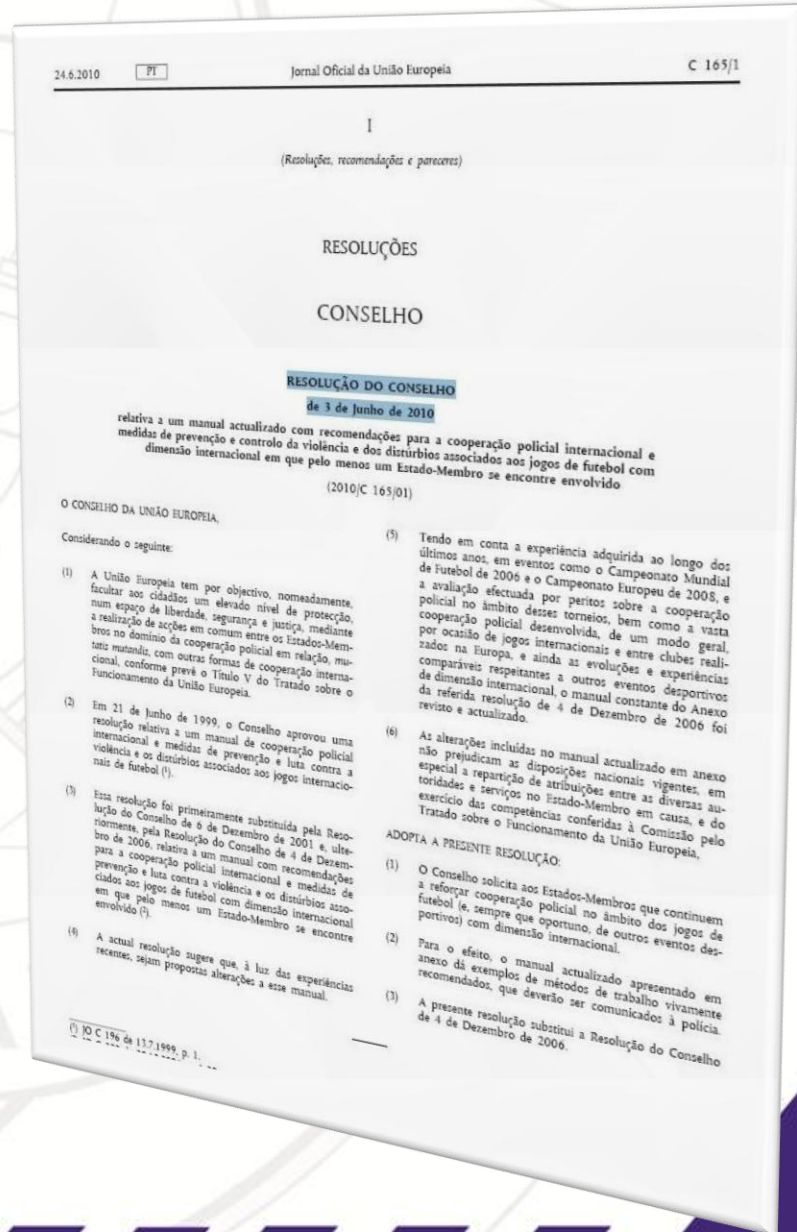 24.6.2010
PT
Jornal Oficial da União Europeia
C 165/1
I
(Resoluções, recomendações e pareceres)
RESOLUÇÕES
CONSELHO
RESOLUÇÃO DO CONSELHO
de 3 de Junho de 2010
relativa a um manual actualizado com recomendações para a cooperação policial internacional e
medidas de prevenção e controlo da violência e dos distúrbios associados aos jogos de futebol com
dimensão internacional em que pelo menos um Estado-Membro se encontre envolvido
(2010/C 165/01)
O CONSELHO DA UNIÃO EUROPEIA,
Considerando o seguinte:
(1) A União Europeia tem por objectivo, nomeadamente,
facultar aos cidadãos um elevado nível de protecção,
num espaço de liberdade, segurança e justiça, mediante
a realização de acções em comum entre os Estados-Mem-
bros no domínio da cooperação policial em relação, mu-
tatis mutandis, com outras formas de cooperação interna-
cional, conforme prevê o Título V do Tratado sobre o
Funcionamento da União Europeia.
(2) Em 21 de Junho de 1999, o Conselho aprovou uma
resolução relativa a um manual de cooperação policial
internacional e medidas de prevenção e luta contra a
violência e os distúrbios associados aos jogos internacio-
nais de futebol (¹).
(3) Essa resolução foi primeiramente substituída pela Reso-
lução do Conselho de 6 de Dezembro de 2001 e, ulte-
riormente, pela Resolução do Conselho de 4 de Dezem-
bro de 2006, relativa a um manual com recomendações
para a cooperação policial internacional e medidas de
prevenção e luta contra a violência e os distúrbios asso-
ciados aos jogos de futebol com dimensão internacional
em que pelo menos um Estado-Membro se encontre
envolvido (²).
(4) A actual resolução sugere que, à luz das experiências
recentes, sejam propostas alterações a esse manual.
(¹) JO C 196 de 13.7.1999, p. 1.
(5) Tendo em conta a experiência adquirida ao longo dos
últimos anos, em eventos como o Campeonato Mundial
de Futebol de 2006 e o Campeonato Europeu de 2008, e
a avaliação efectuada por peritos sobre a cooperação
policial no âmbito desses torneios, bem como a vasta
cooperação policial desenvolvida, de um modo geral,
por ocasião de jogos internacionais e entre clubes reali-
zados na Europa, e ainda as evoluções e experiências
comparáveis respeitantes a outros eventos desportivos
de dimensão internacional, o manual constante do Anexo
da referida resolução de 4 de Dezembro de 2006 foi
revisto e actualizado.
(6) As alterações incluídas no manual actualizado em anexo
não prejudicam as disposições nacionais vigentes, em
especial a repartição de atribuições entre as diversas au-
toridades e serviços no Estado-Membro em causa, e do
exercício das competências conferidas à Comissão pelo
Tratado sobre o Funcionamento da União Europeia,
ADOPTA A PRESENTE RESOLUÇÃO:
(1) O Conselho solicita aos Estados-Membros que continuem
a reforçar cooperação policial no âmbito dos jogos de
futebol (e, sempre que oportuno, de outros eventos des-
portivos) com dimensão internacional.
(2) Para o efeito, o manual actualizado apresentado em
anexo dá exemplos de métodos de trabalho vivamente
recomendados, que deverão ser comunicados à polícia.
(3) A presente resolução substitui a Resolução do Conselho
de 4 de Dezembro de 2006.